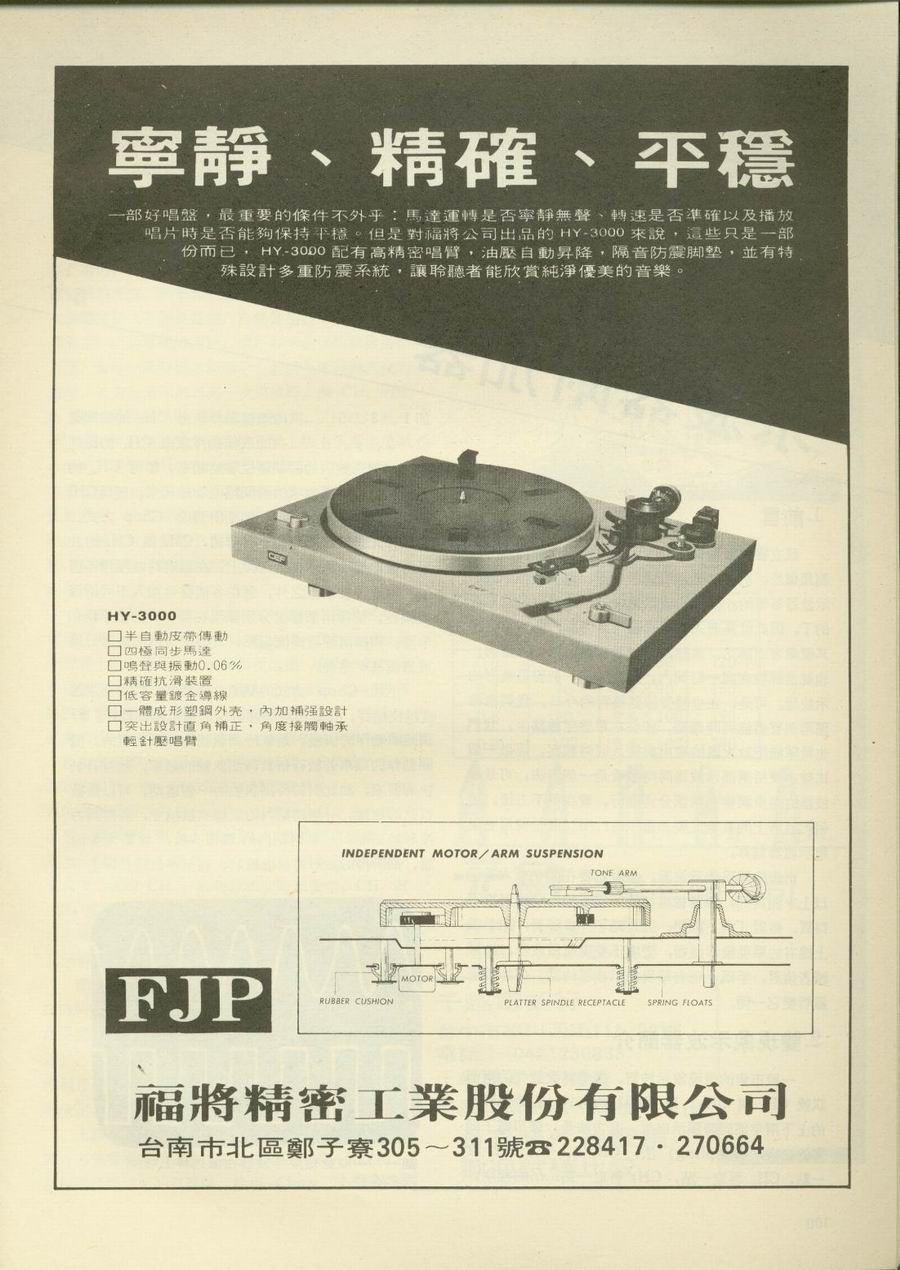 寧靜、精確、平穩
一部好唱盤，最重要的條件不外乎：馬達運轉是否寧靜無聲、轉速是否準確以及播放
唱片時是否能夠保持平穩。但是對福將公司出品的 HY-3000 來說，這些只是一部
份而已，HY-3000 配有高精密唱臂，油壓自動昇降，隔音防震脚墊，並有特
殊設計多重防震系統，讓聆聽者能欣賞純淨優美的音樂。
CEF
HY-3000
□半自動皮帶傳動
□四極同步馬達
□鳴聲與振動0.06%
□精確抗滑裝置
□低容量鍍金導線
□一體成形塑鋼外壳，內加補强設計
□突出設計直角補正，角度接觸軸承
輕針壓唱臂
INDEPENDENT MOTOR／ARM SUSPENSION
TONE ARM
MOTOR
RUBBER CUSHION
PLATTER SPINDLE RECEPTACLE
SPRING FLOATS
FJP
福將精密工業股份有限公司
台南市北區鄭子寮305～311號☎228417・270664